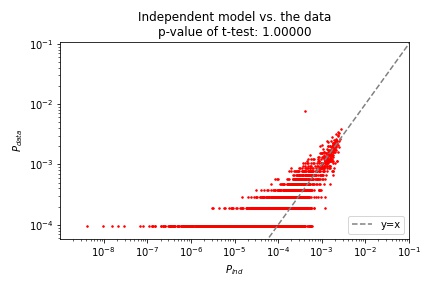 Independent model vs. the data
p-value of t-test: 1.00000
10⁻¹
10⁻²
10⁻³
10⁻⁴
P_data
10⁻⁸ 10⁻⁷ 10⁻⁶ 10⁻⁵ 10⁻⁴ 10⁻³ 10⁻² 10⁻¹
P_ind
y=x